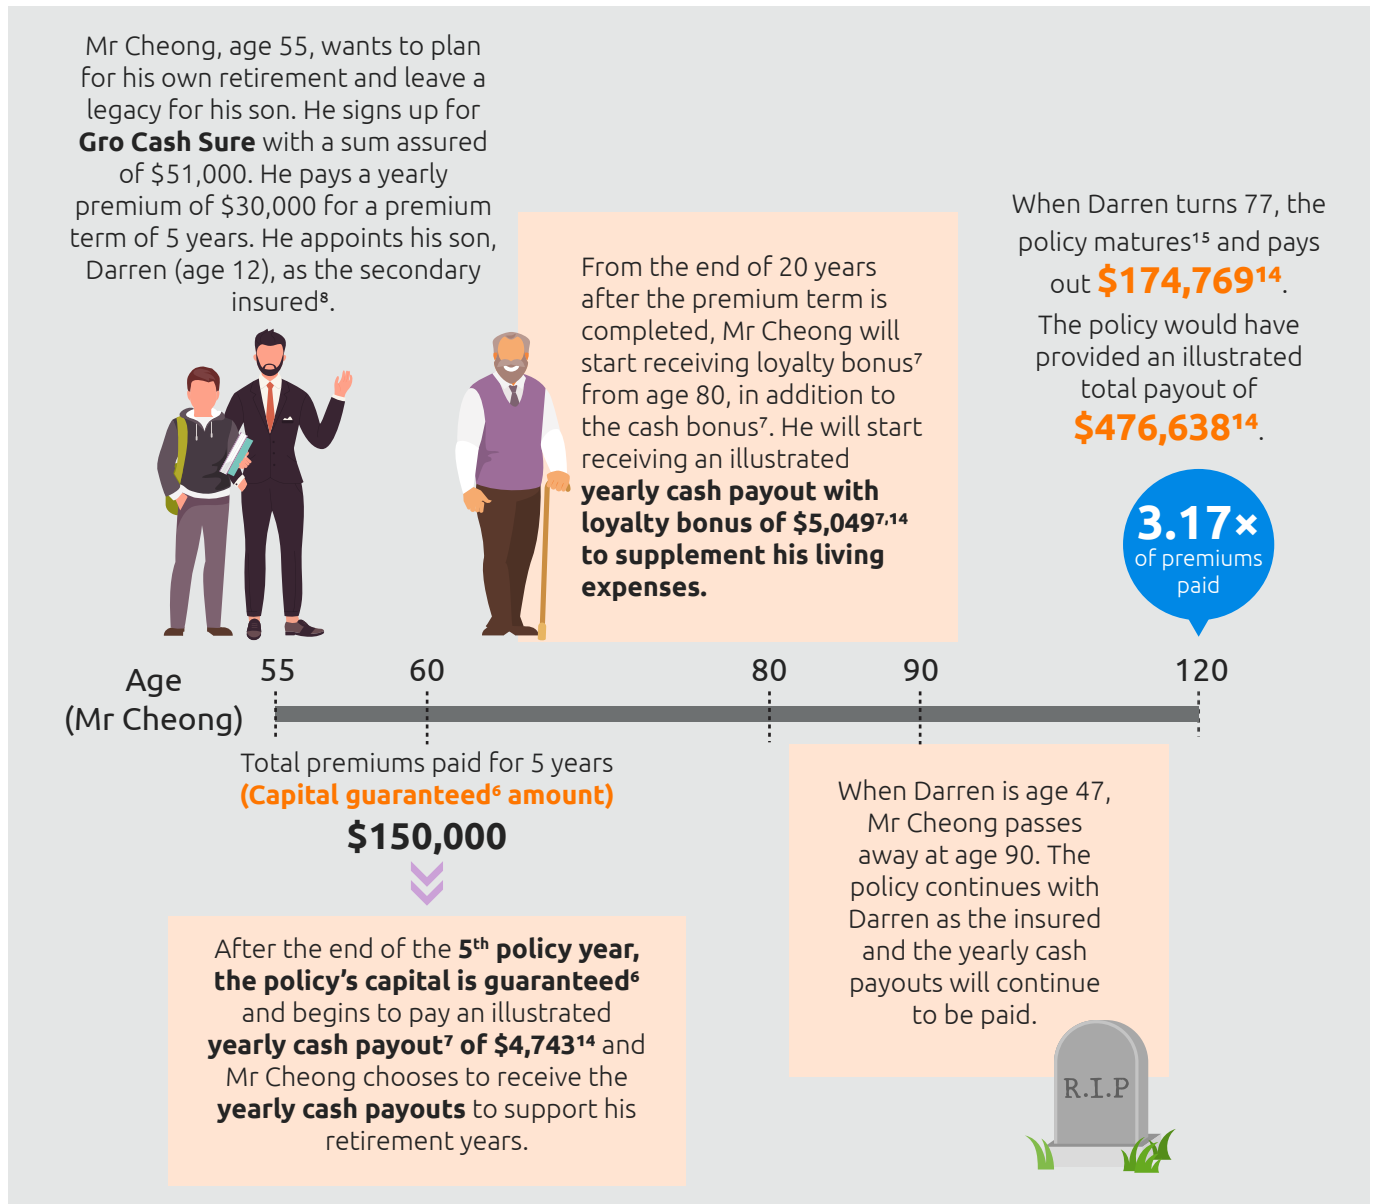 Mr Cheong, age 55, wants to plan
for his own retirement and leave a
legacy for his son. He signs up for
Gro Cash Sure with a sum assured
of $51,000. He pays a yearly
premium of $30,000 for a premium
term of 5 years. He appoints his son,
Darren (age 12), as the secondary
insured⁸.
From the end of 20 years
after the premium term is
completed, Mr Cheong will
start receiving loyalty bonus⁷
from age 80, in addition to
the cash bonus⁷. He will start
receiving an illustrated
yearly cash payout with
loyalty bonus of $5,049⁷,¹⁴
to supplement his living
expenses.
When Darren turns 77, the
policy matures¹⁵ and pays
out $174,769¹⁴.
The policy would have
provided an illustrated
total payout of
$476,638¹⁴.
3.17×
of premiums
paid
Age
(Mr Cheong)
55
60
80
90
120
Total premiums paid for 5 years
(Capital guaranteed⁶ amount)
$150,000
After the end of the 5th policy year,
the policy’s capital is guaranteed⁶
and begins to pay an illustrated
yearly cash payout⁷ of $4,743¹⁴ and
Mr Cheong chooses to receive the
yearly cash payouts to support his
retirement years.
When Darren is age 47,
Mr Cheong passes
away at age 90. The
policy continues with
Darren as the insured
and the yearly cash
payouts will continue
to be paid.
R.I.P